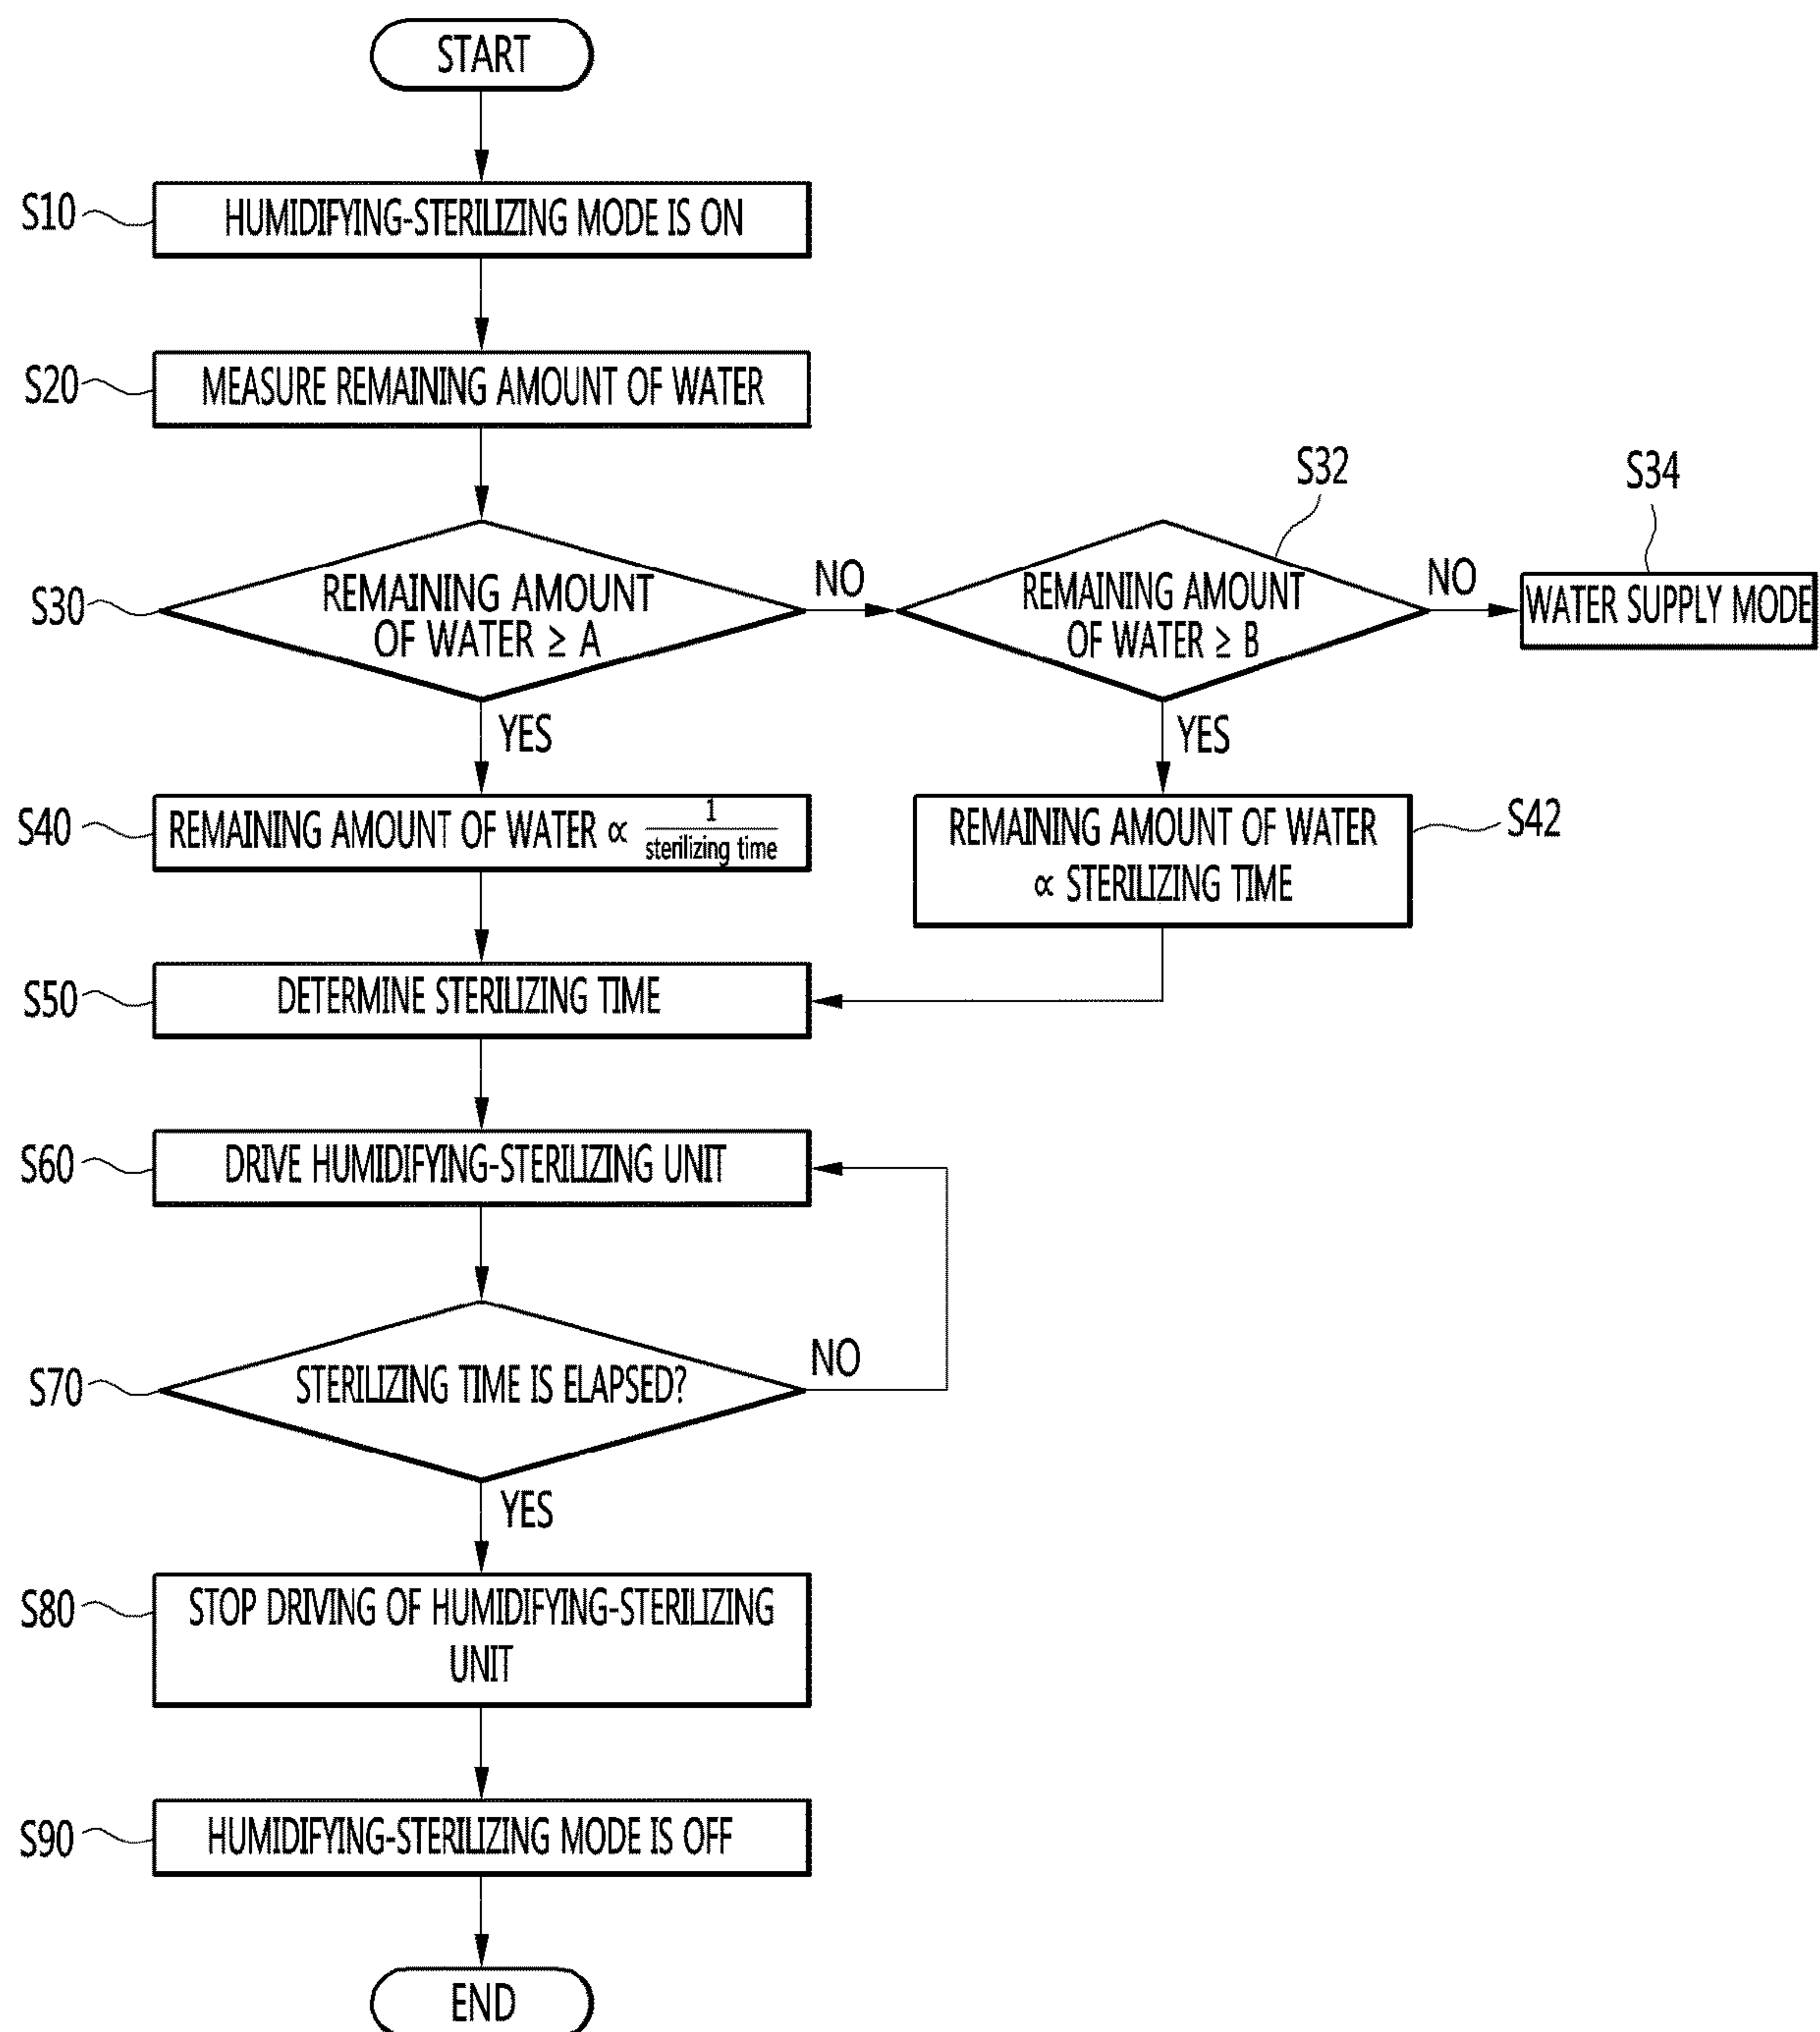 START
S10
HUMIDIFYING-STERILIZING MODE IS ON
S20
MEASURE REMAINING AMOUNT OF WATER
S30
REMAINING AMOUNT
OF WATER ≥ A
NO
S32
REMAINING AMOUNT
OF WATER ≥ B
NO
S34
WATER SUPPLY MODE
YES
YES
S40
REMAINING AMOUNT OF WATER ∝ 1
sterilizing time
REMAINING AMOUNT OF WATER
∝ STERILIZING TIME
S42
S50
DETERMINE STERILIZING TIME
S60
DRIVE HUMIDIFYING-STERILIZING UNIT
S70
STERILIZING TIME IS ELAPSED?
NO
YES
S80
STOP DRIVING OF HUMIDIFYING-STERILIZING
UNIT
S90
HUMIDIFYING-STERILIZING MODE IS OFF
END